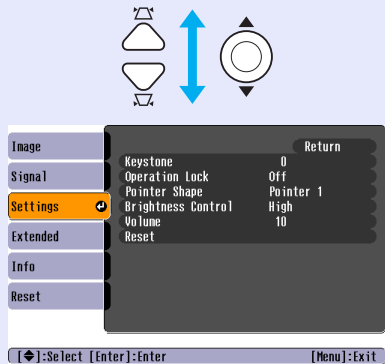 Image
Signal
Settings
Extended
Info
Reset
Return
Keystone 0
Operation Lock Off
Pointer Shape Pointer 1
Brightness Control High
Volume 10
Reset
[◆]:Select [Enter]:Enter [Menu]:Exit